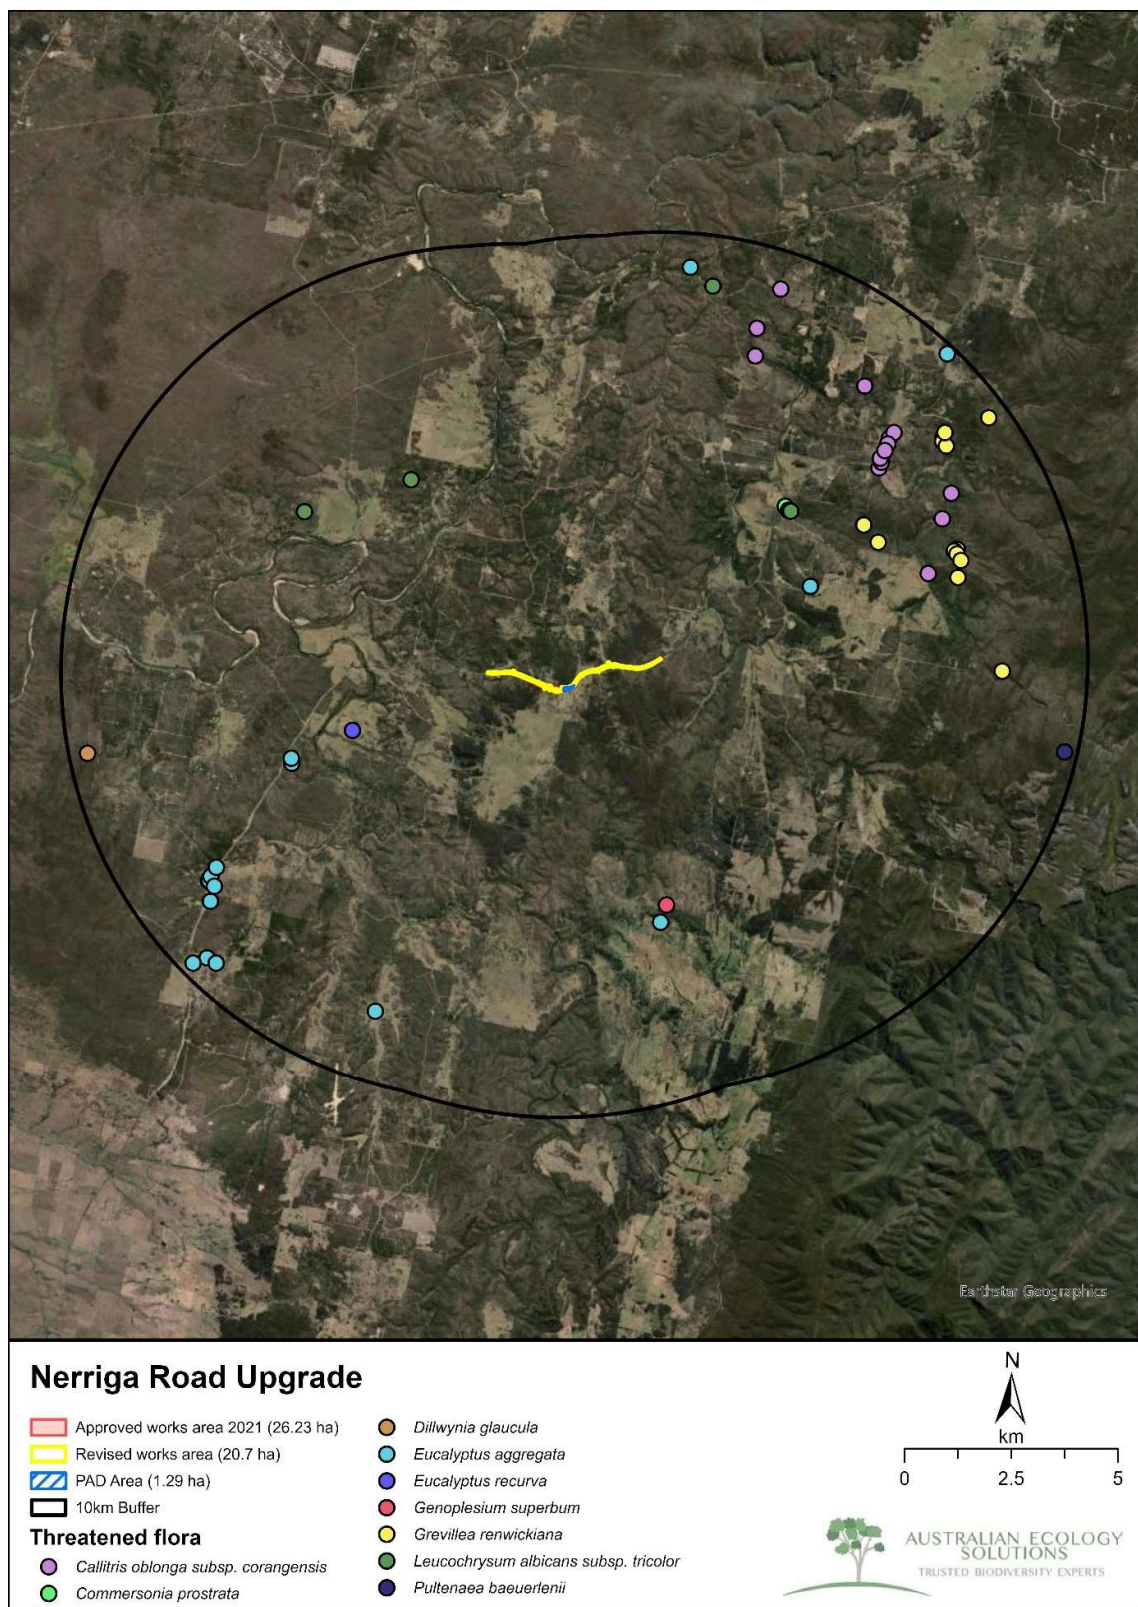 Earthstar Geographics
Nerriga Road Upgrade
Approved works area 2021 (26.23 ha)
Revised works area (20.7 ha)
PAD Area (1.29 ha)
10km Buffer
Threatened flora
Callitris oblonga subsp. corangensis
Commersonia prostrata
Dillwynia glaucula
Eucalyptus aggregata
Eucalyptus recurva
Genoplesium superbum
Grevillea renwickiana
Leucochrysum albicans subsp. tricolor
Pultenaea baeuerlenii
N
km
0 2.5 5
AUSTRALIAN ECOLOGY
SOLUTIONS
TRUSTED BIODIVERSITY EXPERTS